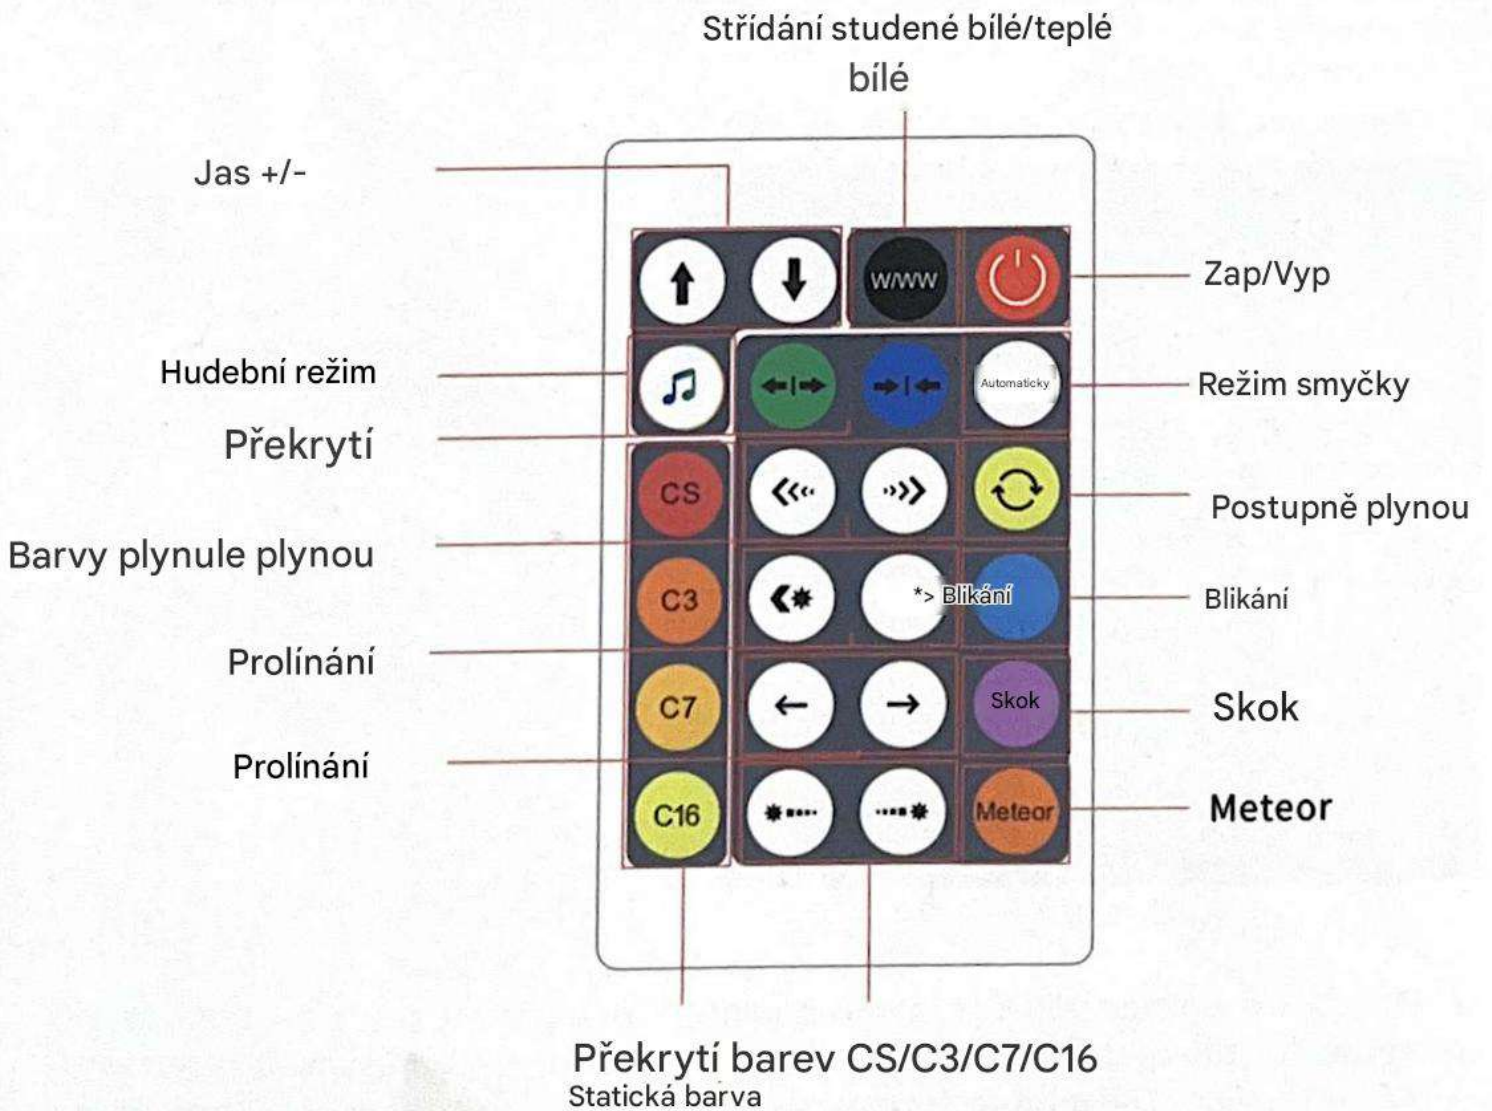 Střídání studené bílé/teplé
bílé
Jas +/-
W/WW
Zap/Vyp
Hudební režim
Automaticky
Režim smyčky
Překrytí
CS
Postupně plynou
Barvy plynule plynou
C3
*> Blikání
Blikání
Prolínání
C7
Skok
Skok
Prolínání
C16
Meteor
Meteor
Překrytí barev CS/C3/C7/C16
Statická barva